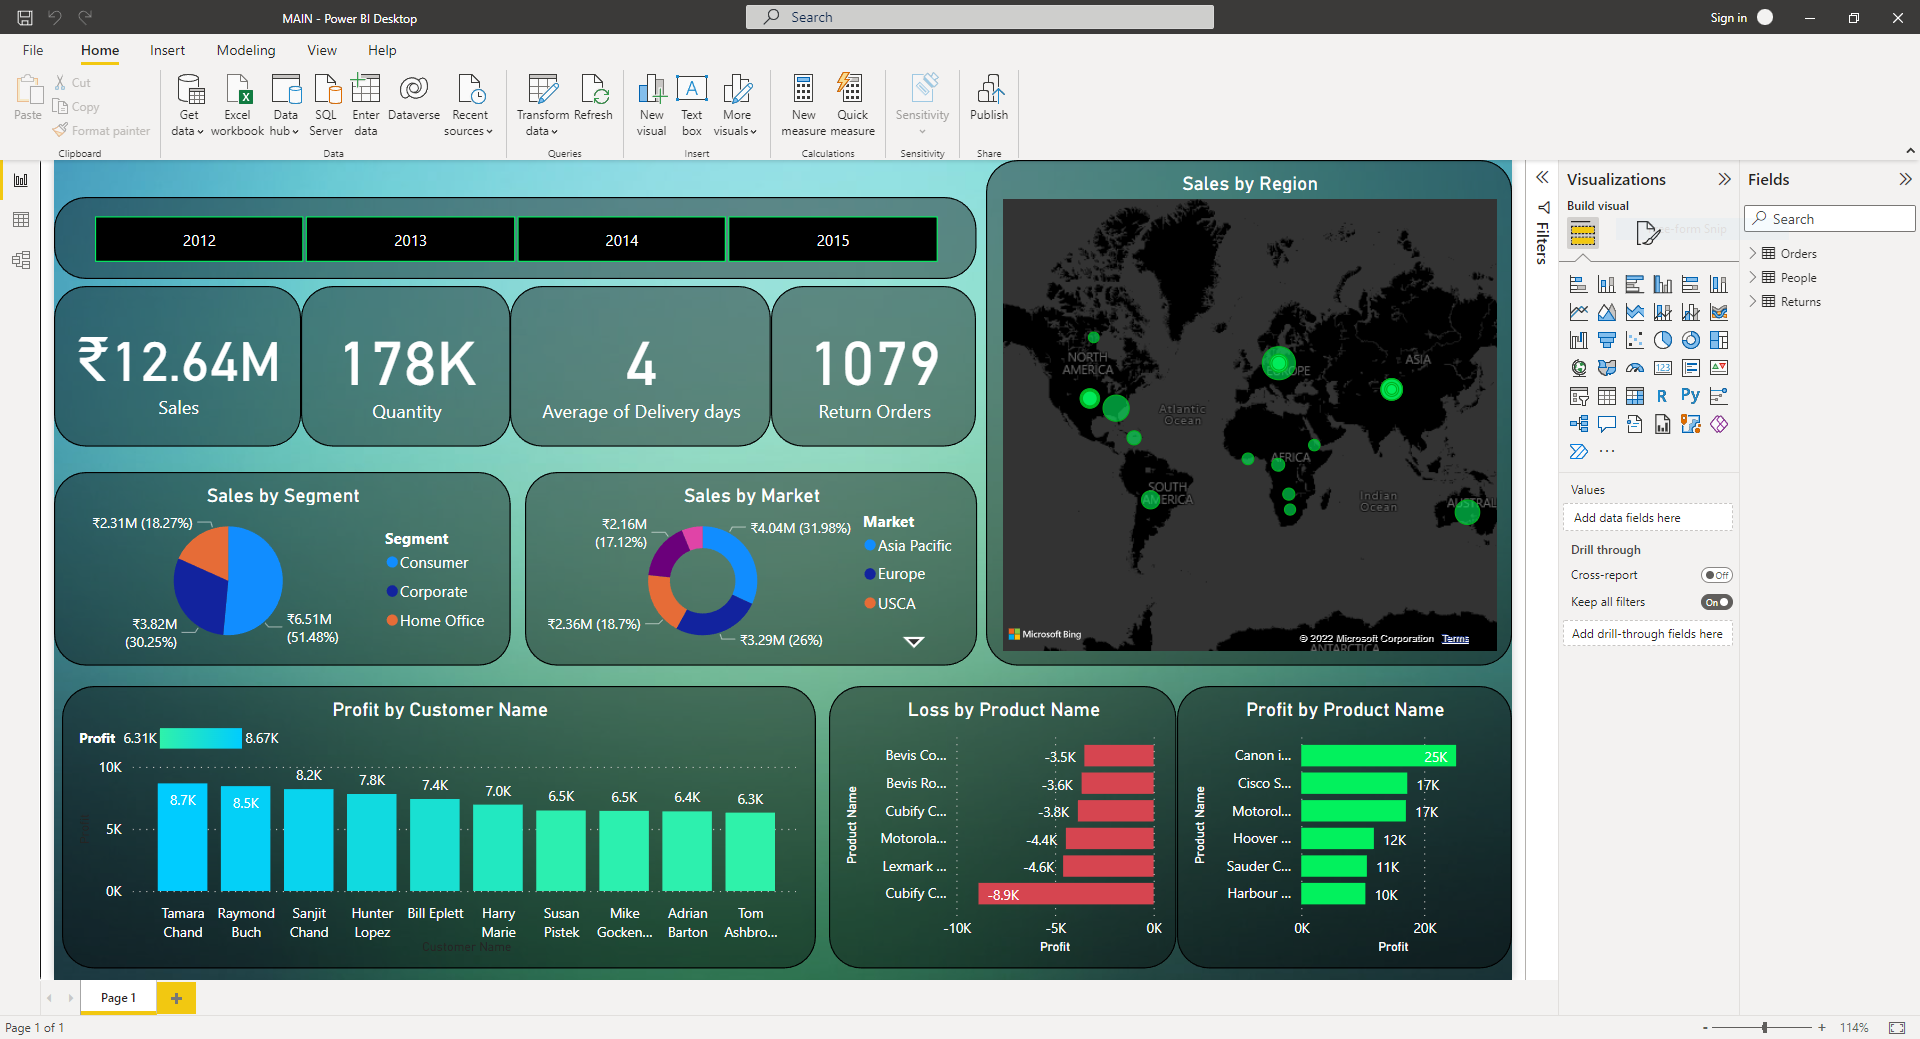 MAIN - Power BI Desktop
Search
Sign in
File
Home
Insert
Modeling
View
Help
Paste
Cut
Copy
Format painter
Clipboard
Get data
Excel workbook
Data hub
SQL Server
Enter data
Dataverse
Recent sources
Data
Transform data
Refresh
Queries
New visual
Text box
More visuals
Insert
New measure
Quick measure
Calculations
Sensitivity
Sensitivity
Publish
Share
2012
2013
2014
2015
₹12.64M
Sales
178K
Quantity
4
Average of Delivery days
1079
Return Orders
Sales by Segment
₹2.31M (18.27%)
₹3.82M
(30.25%)
₹6.51M
(51.48%)
Segment
Consumer
Corporate
Home Office
Sales by Market
₹2.16M
(17.12%)
₹4.04M (31.98%)
₹2.36M (18.7%)
₹3.29M (26%)
Market
Asia Pacific
Europe
USCA
Sales by Region
NORTH
AMERICA
EUROPE
ASIA
Atlantic
Ocean
AFRICA
SOUTH
AMERICA
Indian
Ocean
AUSTRAL
Microsoft Bing
© 2022 Microsoft Corporation Terms
ANTARCTICA
Profit by Customer Name
Profit 6.31K 8.67K
10K
5K
0K
Profit
8.7K
8.5K
8.2K
7.8K
7.4K
7.0K
6.5K
6.5K
6.4K
6.3K
Tamara Chand
Raymond Buch
Sanjit Chand
Hunter Lopez
Bill Eplett
Harry Marie
Susan Pistek
Mike Gocken...
Adrian Barton
Tom Ashbro...
Customer Name
Loss by Product Name
Product Name
Bevis Co... -3.5K
Bevis Ro... -3.6K
Cubify C... -3.8K
Motorola... -4.4K
Lexmark ... -4.6K
Cubify C... -8.9K
-10K -5K 0K
Profit
Profit by Product Name
Product Name
Canon i... 25K
Cisco S... 17K
Motorol... 17K
Hoover ... 12K
Sauder C... 11K
Harbour ... 10K
0K 20K
Profit
Filters
Visualizations
Build visual
e-form Snip
123
R
Py
Values
Add data fields here
Drill through
Cross-report
Off
Keep all filters
On
Add drill-through fields here
Fields
Search
Orders
People
Returns
Page 1
Page 1 of 1
114%